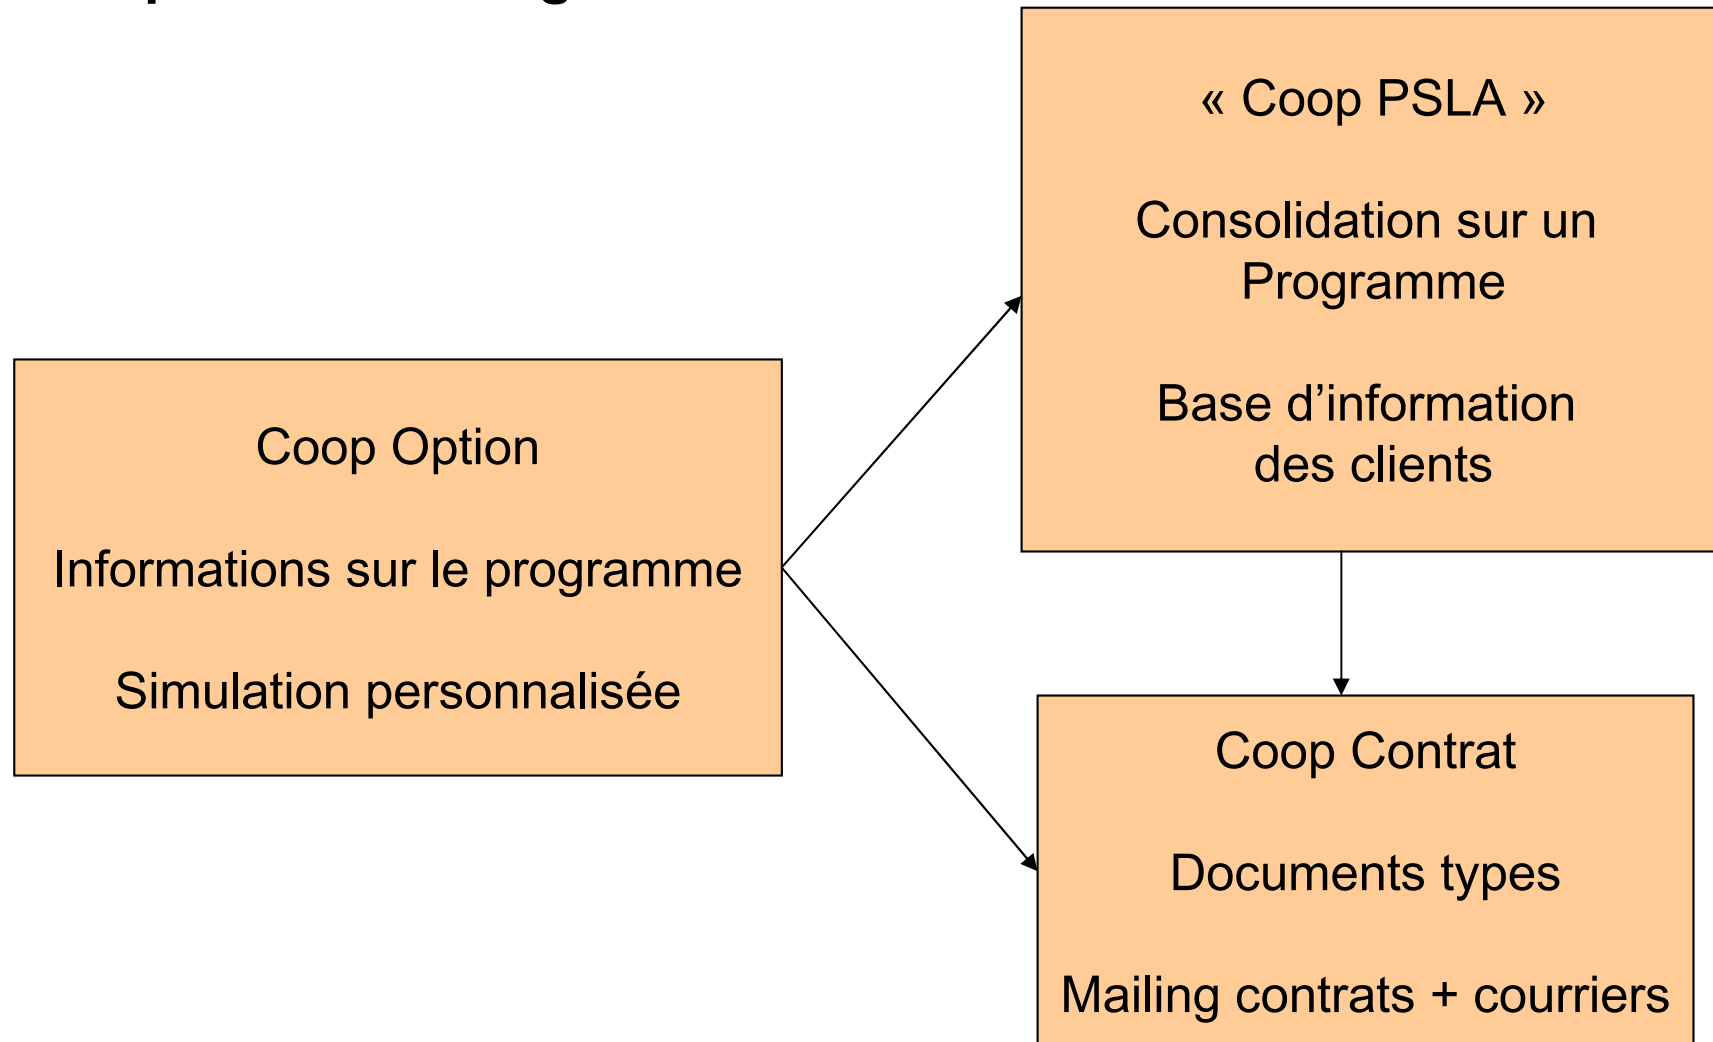 Coop Option
Informations sur le programme
Simulation personnalisée
« Coop PSLA »
Consolidation sur un
Programme
Base d’information
des clients
Coop Contrat
Documents types
Mailing contrats + courriers